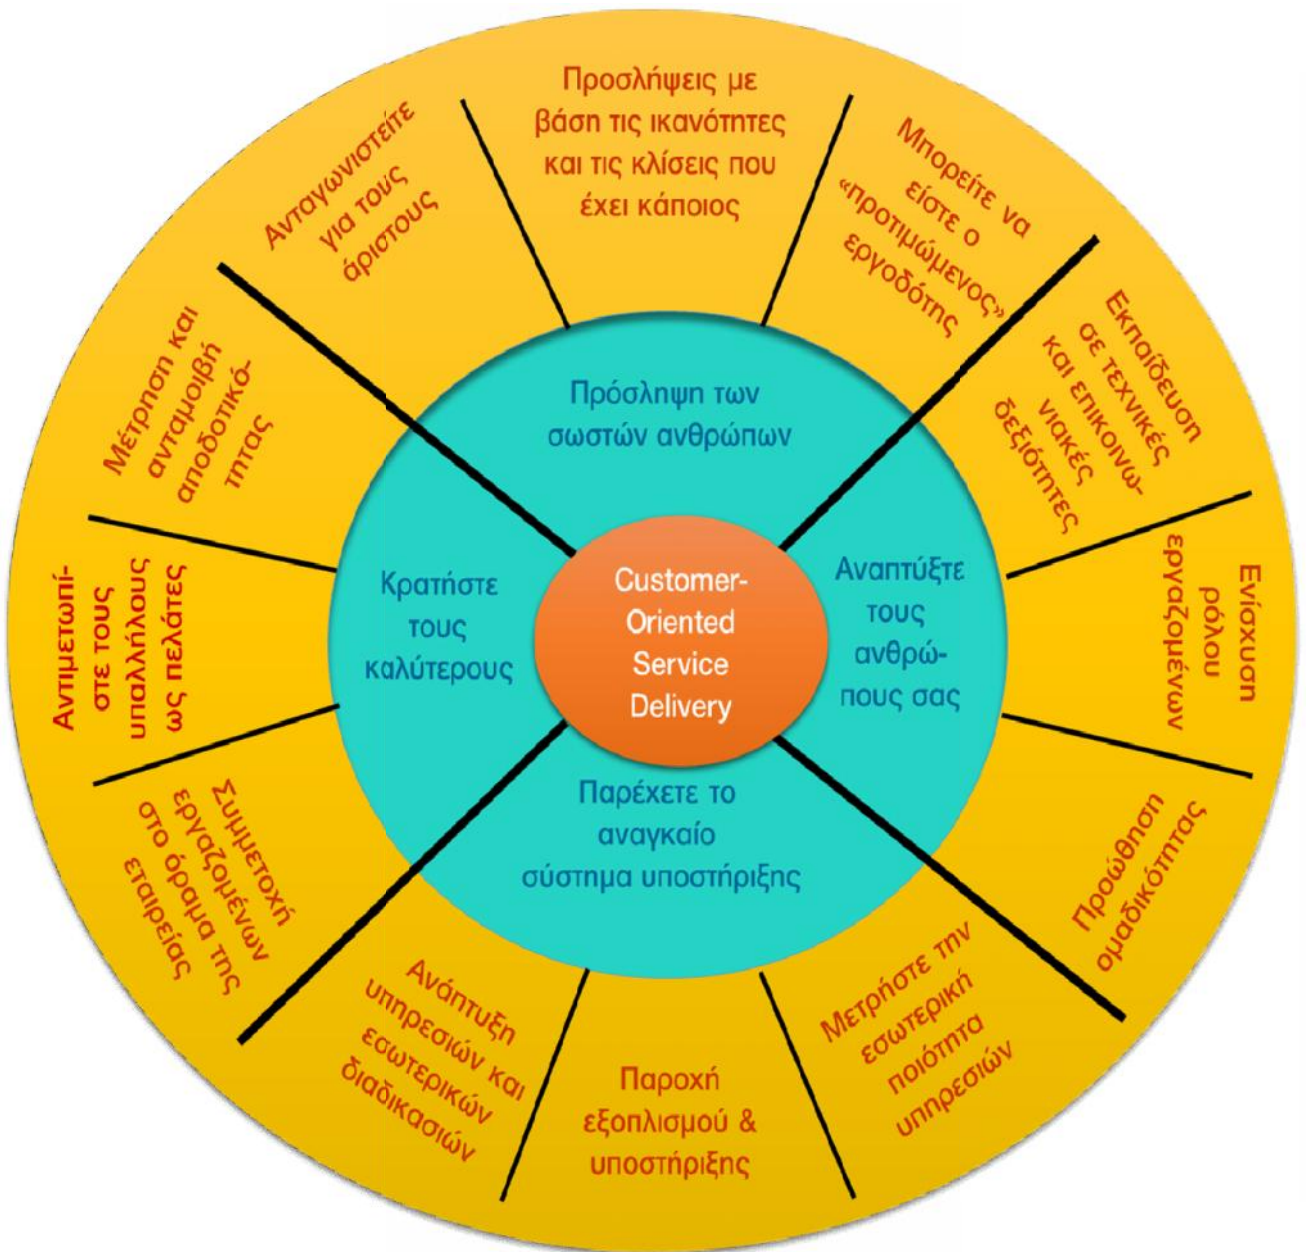 Προσλήψεις με
βάση τις ικανότητες
και τις κλίσεις που
έχει κάποιος
Μπορείτε να
είστε ο
«προτιμώμενος»
εργοδότης
Εκπαίδευση
σε τεχνικές
και επικοινω-
νιακές
δεξιότητες
Ενίσχυση
ρόλου
εργαζομένων
Προώθηση
ομαδικότητας
Μετρήστε την
εσωτερική
ποιότητα
υπηρεσιών
Παροχή
εξοπλισμού &
υποστήριξης
Ανάπτυξη
υπηρεσιών και
εσωτερικών
διαδικασιών
Συμμετοχή
εργαζομένων
στο όραμα της
εταιρείας
Αντιμετωπί-
στε τους
υπαλλήλους
ως πελάτες
Μέτρηση και
ανταμοιβή
αποδοτικό-
τητας
Ανταγωνιστείτε
για τους
άριστους
Πρόσληψη των
σωστών ανθρώπων
Αναπτύξτε
τους
ανθρώ-
πους σας
Παρέχετε το
αναγκαίο
σύστημα υποστήριξης
Κρατήστε
τους
καλύτερους
Customer-
Oriented
Service
Delivery